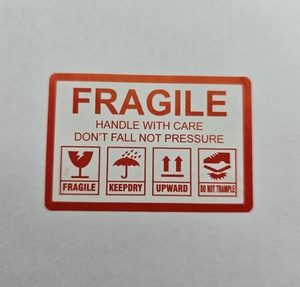 FRAGILE
HANDLE WITH CARE
DON'T FALL NOT PRESSURE
FRAGILE KEEPDRY UPWARD DO NOT TRAMPLE